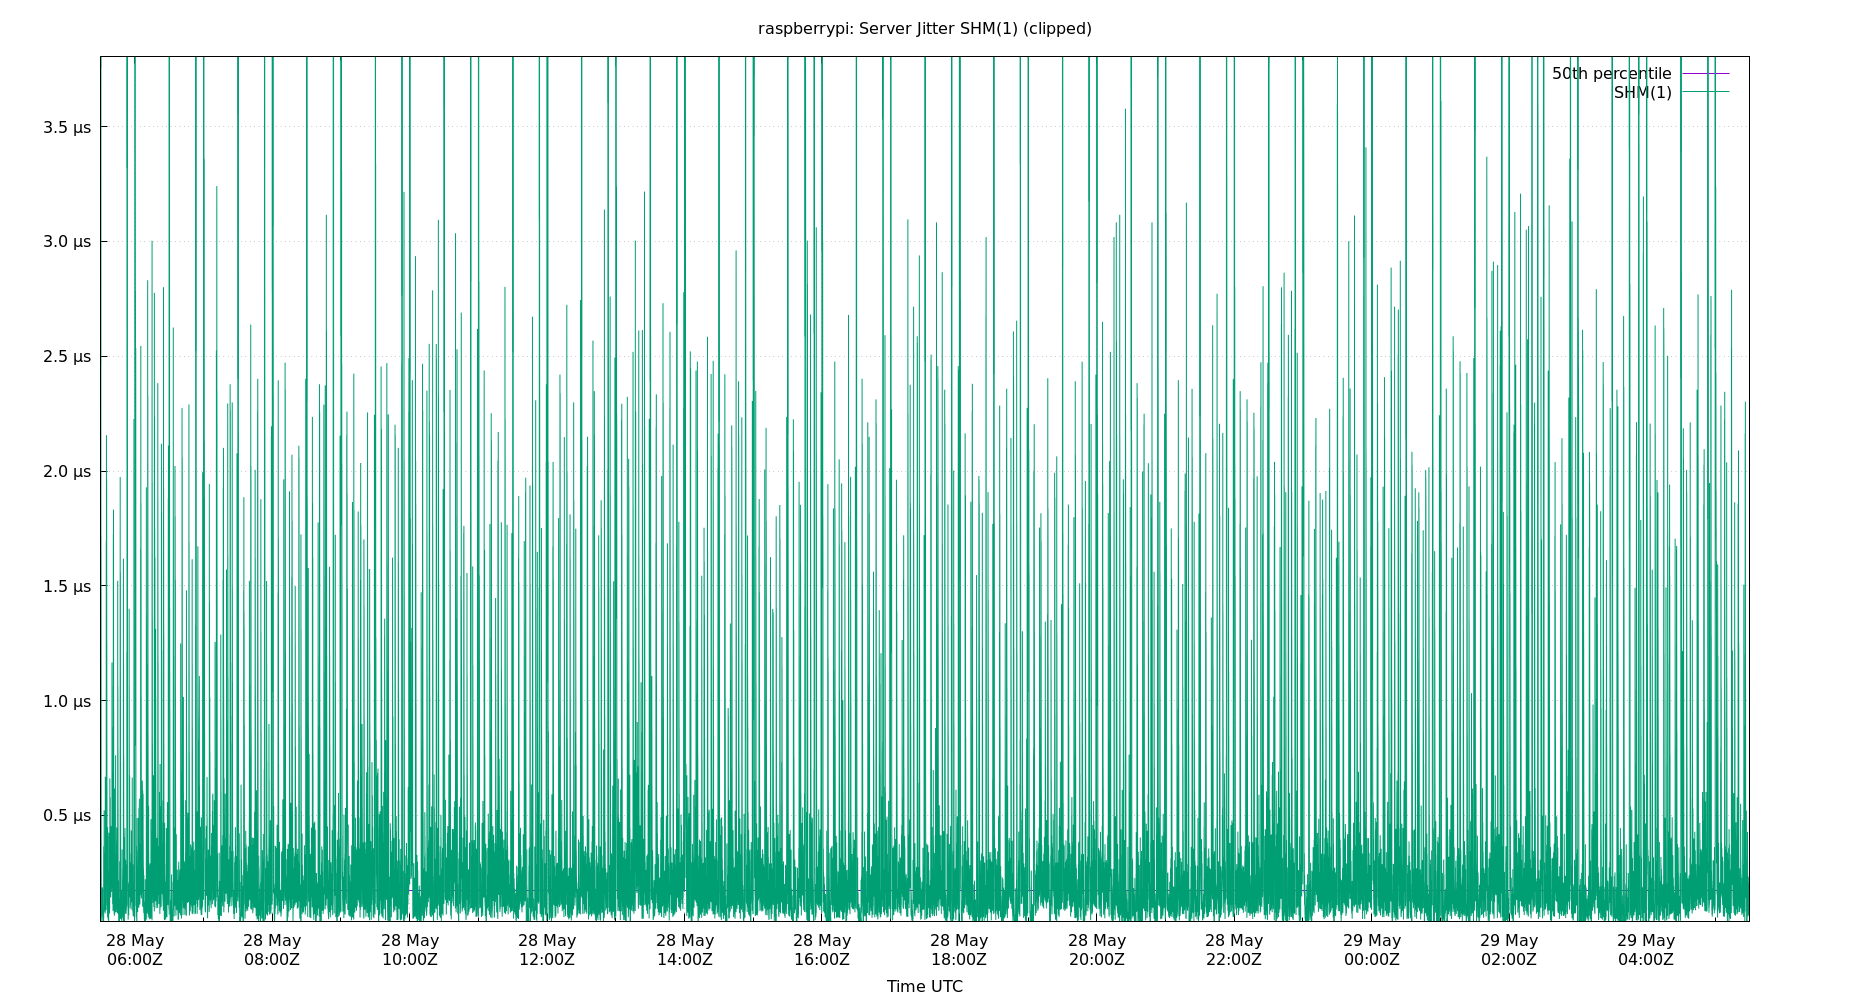 raspberrypi: Server Jitter SHM(1) (clipped)
50th percentile
SHM(1)
3.5 µs
3.0 µs
2.5 µs
2.0 µs
1.5 µs
1.0 µs
0.5 µs
28 May 28 May 28 May 28 May 28 May 28 May 28 May 28 May 28 May 29 May 29 May 29 May
06:00Z 08:00Z 10:00Z 12:00Z 14:00Z 16:00Z 18:00Z 20:00Z 22:00Z 00:00Z 02:00Z 04:00Z
Time UTC